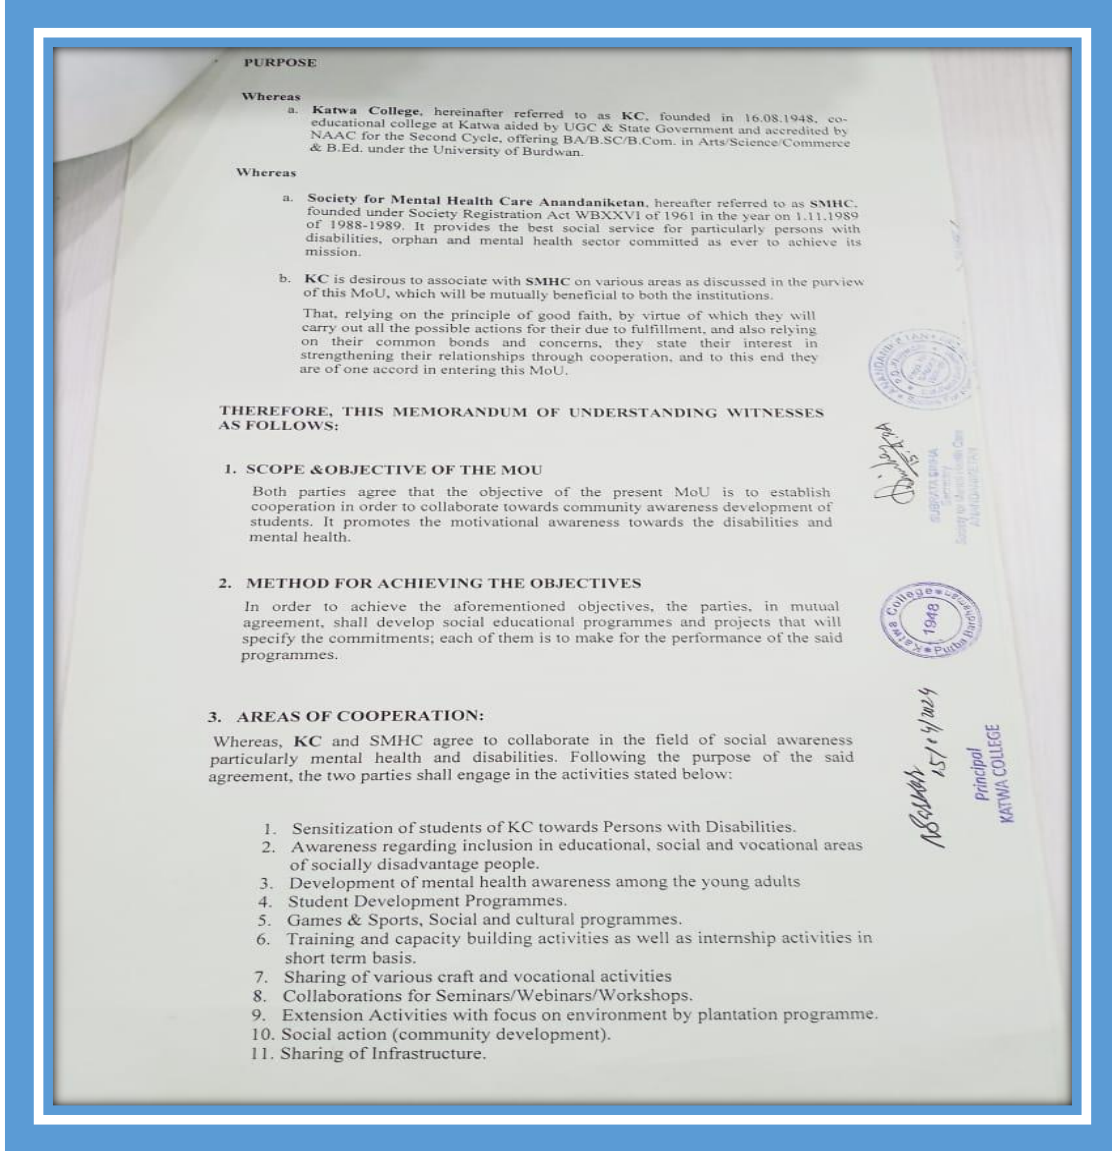 PURPOSE
Whereas
a. Katwa College, hereinafter referred to as KC, founded in 16.08.1948, co-
educational college at Katwa aided by UGC & State Government and accredited by
NAAC for the Second Cycle, offering BA/B.SC/B.Com. in Arts/Science/Commerce
& B.Ed. under the University of Burdwan.
Whereas
a. Society for Mental Health Care Anandaniketan, hereafter referred to as SMHC,
founded under Society Registration Act WBXXVI of 1961 in the year on 1.11.1989
of 1988-1989. It provides the best social service for particularly persons with
disabilities, orphan and mental health sector committed as ever to achieve its
mission.
b. KC is desirous to associate with SMHC on various areas as discussed in the purview
of this MoU, which will be mutually beneficial to both the institutions.
That, relying on the principle of good faith, by virtue of which they will
carry out all the possible actions for their due to fulfillment, and also relying
on their common bonds and concerns, they state their interest in
strengthening their relationships through cooperation, and to this end they
are of one accord in entering this MoU.
THEREFORE, THIS MEMORANDUM OF UNDERSTANDING WITNESSES
AS FOLLOWS:
1. SCOPE &OBJECTIVE OF THE MOU
Both parties agree that the objective of the present MoU is to establish
cooperation in order to collaborate towards community awareness development of
students. It promotes the motivational awareness towards the disabilities and
mental health.
2. METHOD FOR ACHIEVING THE OBJECTIVES
In order to achieve the aforementioned objectives, the parties, in mutual
agreement, shall develop social educational programmes and projects that will
specify the commitments; each of them is to make for the performance of the said
programmes.
3. AREAS OF COOPERATION:
Whereas, KC and SMHC agree to collaborate in the field of social awareness
particularly mental health and disabilities. Following the purpose of the said
agreement, the two parties shall engage in the activities stated below:
1. Sensitization of students of KC towards Persons with Disabilities.
2. Awareness regarding inclusion in educational, social and vocational areas
of socially disadvantage people.
3. Development of mental health awareness among the young adults
4. Student Development Programmes.
5. Games & Sports, Social and cultural programmes.
6. Training and capacity building activities as well as internship activities in
short term basis.
7. Sharing of various craft and vocational activities
8. Collaborations for Seminars/Webinars/Workshops.
9. Extension Activities with focus on environment by plantation programme.
10. Social action (community development).
11. Sharing of Infrastructure.
SUBRATA SINHA
Secretary
Society for Mental Health Care
ANANDANIKETAN
Katwa College
1948
Purba Bardhaman
15/04/2024
Principal
KATWA COLLEGE